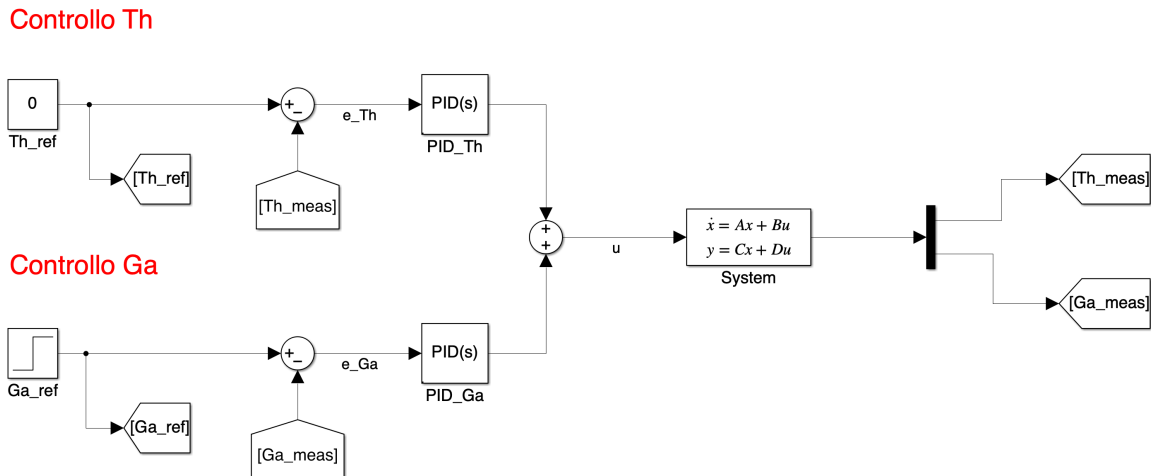 Controllo Th
0
Th_ref
[Th_ref]
+
−
[Th_meas]
e_Th
PID(s)
PID_Th
+
+
u
ẋ = Ax + Bu
y = Cx + Du
System
[Th_meas]
[Ga_meas]
Controllo Ga
Ga_ref
[Ga_ref]
+
−
[Ga_meas]
e_Ga
PID(s)
PID_Ga